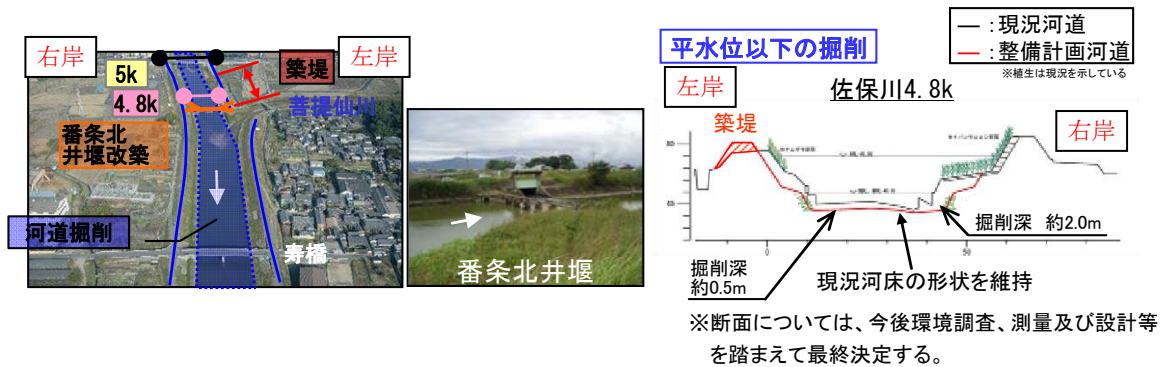 右岸
左岸
築堤
5k
4.8k
菩提仙川
番条北
井堰改築
河道掘削
寿橋
番条北井堰
平水位以下の掘削
―:現況河道
―:整備計画河道
※植生は現況を示している
左岸
佐保川4.8k
築堤
右岸
0
50
掘削深 約2.0m
掘削深
約0.5m
現況河床の形状を維持
※断面については、今後環境調査、測量及び設計等
を踏まえて最終決定する。